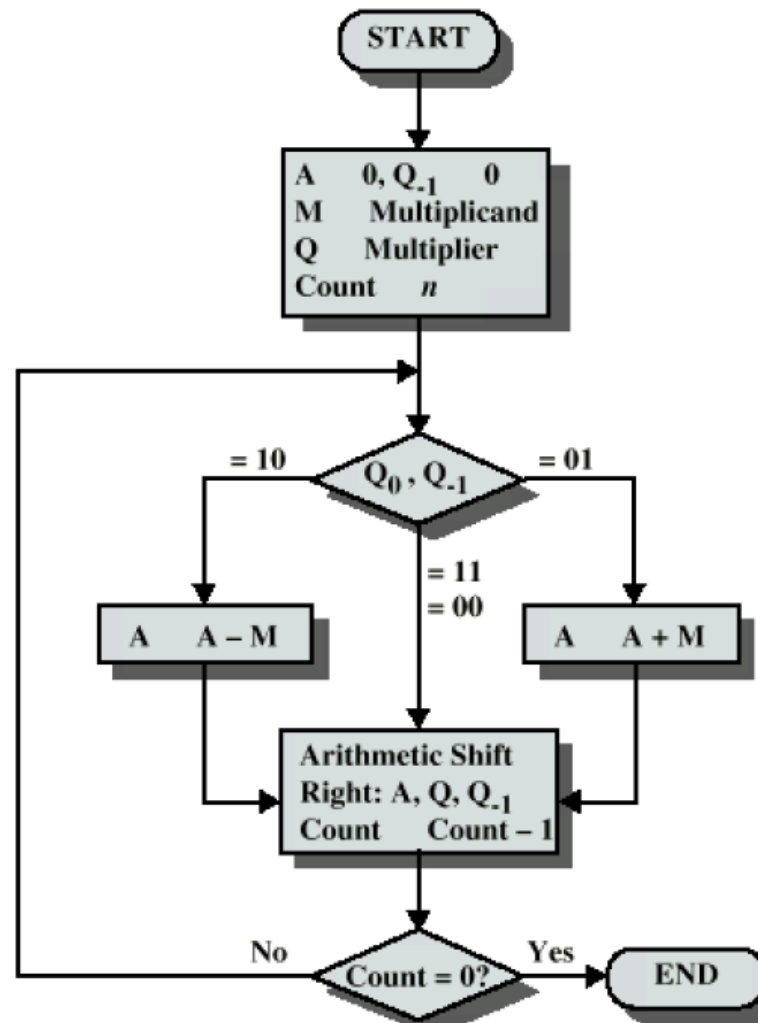 START
A 0, Q-1 0
M Multiplicand
Q Multiplier
Count n
= 10
Q0 , Q-1
= 01
= 11
= 00
A A – M
A A + M
Arithmetic Shift
Right: A, Q, Q-1
Count Count – 1
No
Count = 0?
Yes
END